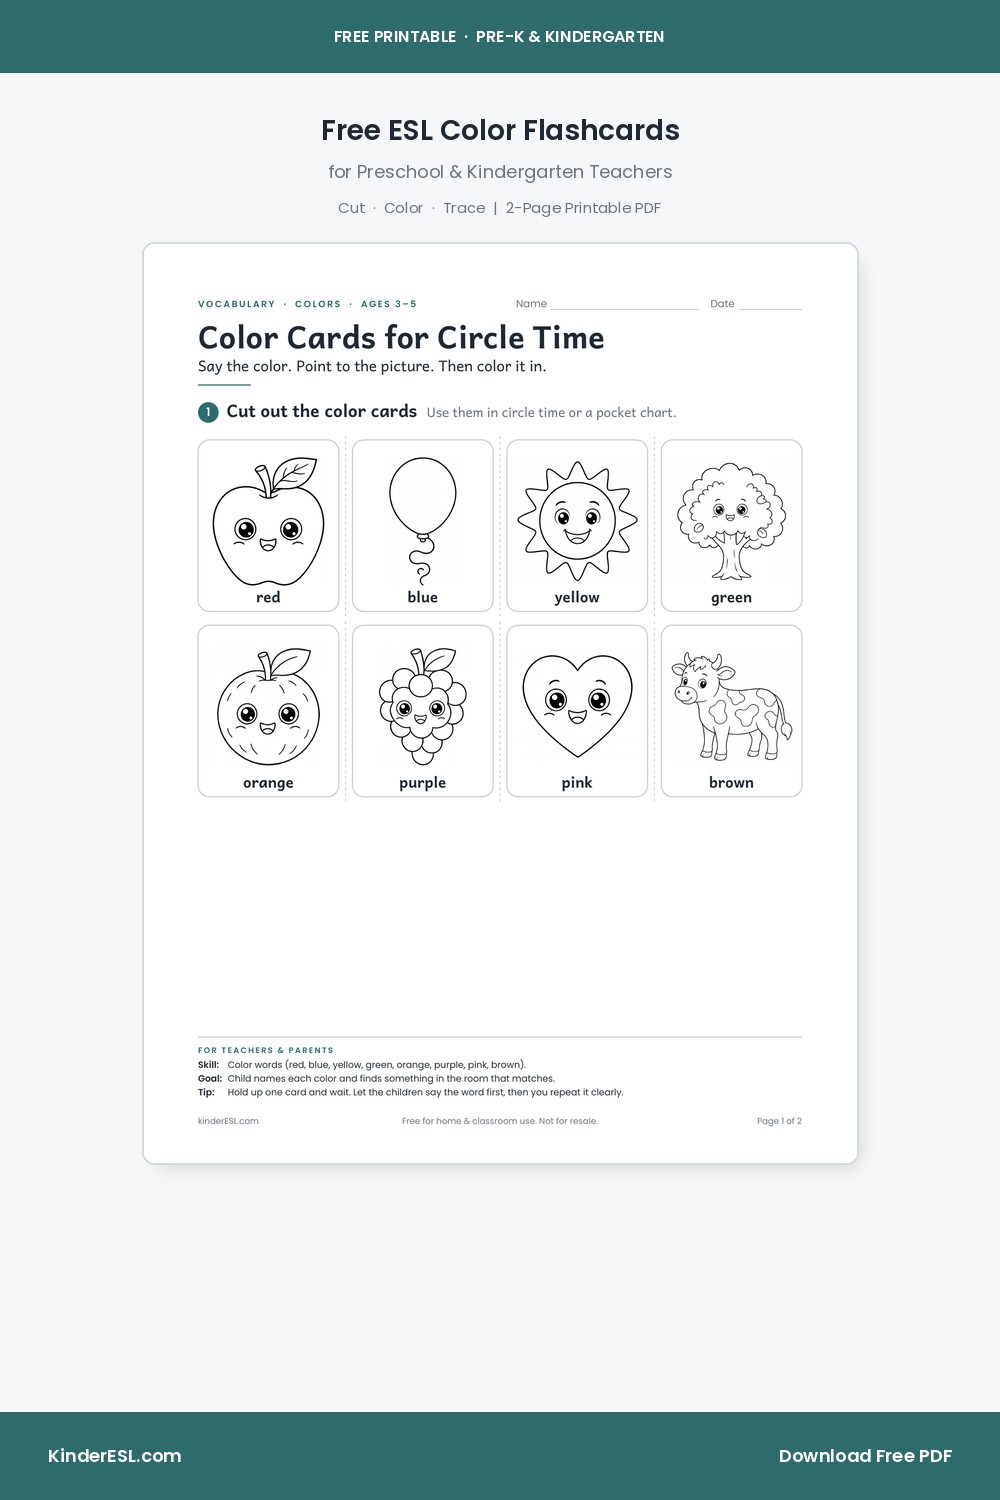 FREE PRINTABLE · PRE-K & KINDERGARTEN
Free ESL Color Flashcards
for Preschool & Kindergarten Teachers
Cut · Color · Trace | 2-Page Printable PDF
VOCABULARY · COLORS · AGES 3–5
Name
Date
Color Cards for Circle Time
Say the color. Point to the picture. Then color it in.
1 Cut out the color cards Use them in circle time or a pocket chart.
red
blue
yellow
green
orange
purple
pink
brown
FOR TEACHERS & PARENTS
Skill: Color words (red, blue, yellow, green, orange, purple, pink, brown).
Goal: Child names each color and finds something in the room that matches.
Tip: Hold up one card and wait. Let the children say the word first, then you repeat it clearly.
kinderESL.com
Free for home & classroom use. Not for resale.
Page 1 of 2
KinderESL.com
Download Free PDF